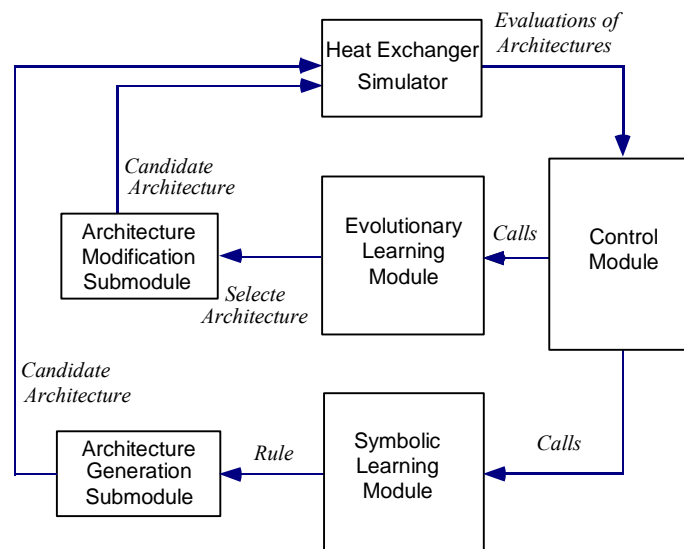 Evaluations of
Architectures
Heat Exchanger
Simulator
Candidate
Architecture
Architecture
Modification
Submodule
Evolutionary
Learning
Module
Calls
Control
Module
Selecte
Architecture
Candidate
Architecture
Architecture
Generation
Submodule
Rule
Symbolic
Learning
Module
Calls